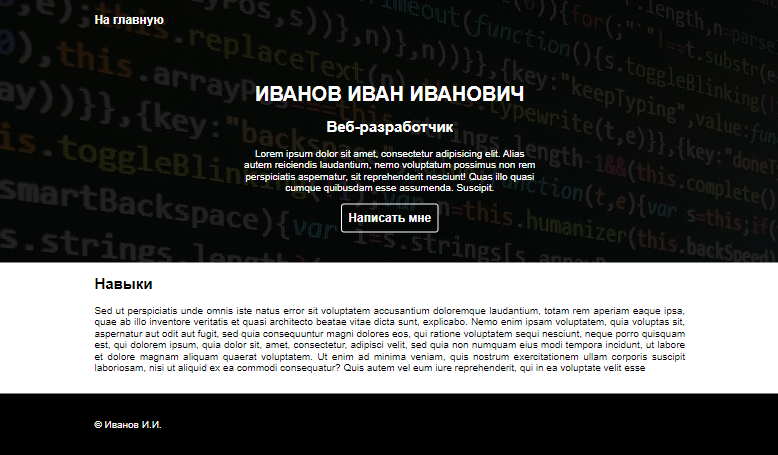 На главную
ИВАНОВ ИВАН ИВАНОВИЧ
Веб-разработчик
Lorem ipsum dolor sit amet, consectetur adipisicing elit. Alias
autem reiciendis laudantium, nemo voluptatum possimus non rem
perspiciatis aspernatur, sit reprehenderit nesciunt! Quas illo quasi
cumque quibusdam esse assumenda. Suscipit.
Написать мне
Навыки
Sed ut perspiciatis unde omnis iste natus error sit voluptatem accusantium doloremque laudantium, totam rem aperiam eaque ipsa,
quae ab illo inventore veritatis et quasi architecto beatae vitae dicta sunt, explicabo. Nemo enim ipsam voluptatem, quia voluptas sit,
aspernatur aut odit aut fugit, sed quia consequuntur magni dolores eos, qui ratione voluptatem sequi nesciunt, neque porro quisquam
est, qui dolorem ipsum, quia dolor sit, amet, consectetur, adipisci velit, sed quia non numquam eius modi tempora incidunt, ut labore
et dolore magnam aliquam quaerat voluptatem. Ut enim ad minima veniam, quis nostrum exercitationem ullam corporis suscipit
laboriosam, nisi ut aliquid ex ea commodi consequatur? Quis autem vel eum iure reprehenderit, qui in ea voluptate velit esse
© Иванов И.И.